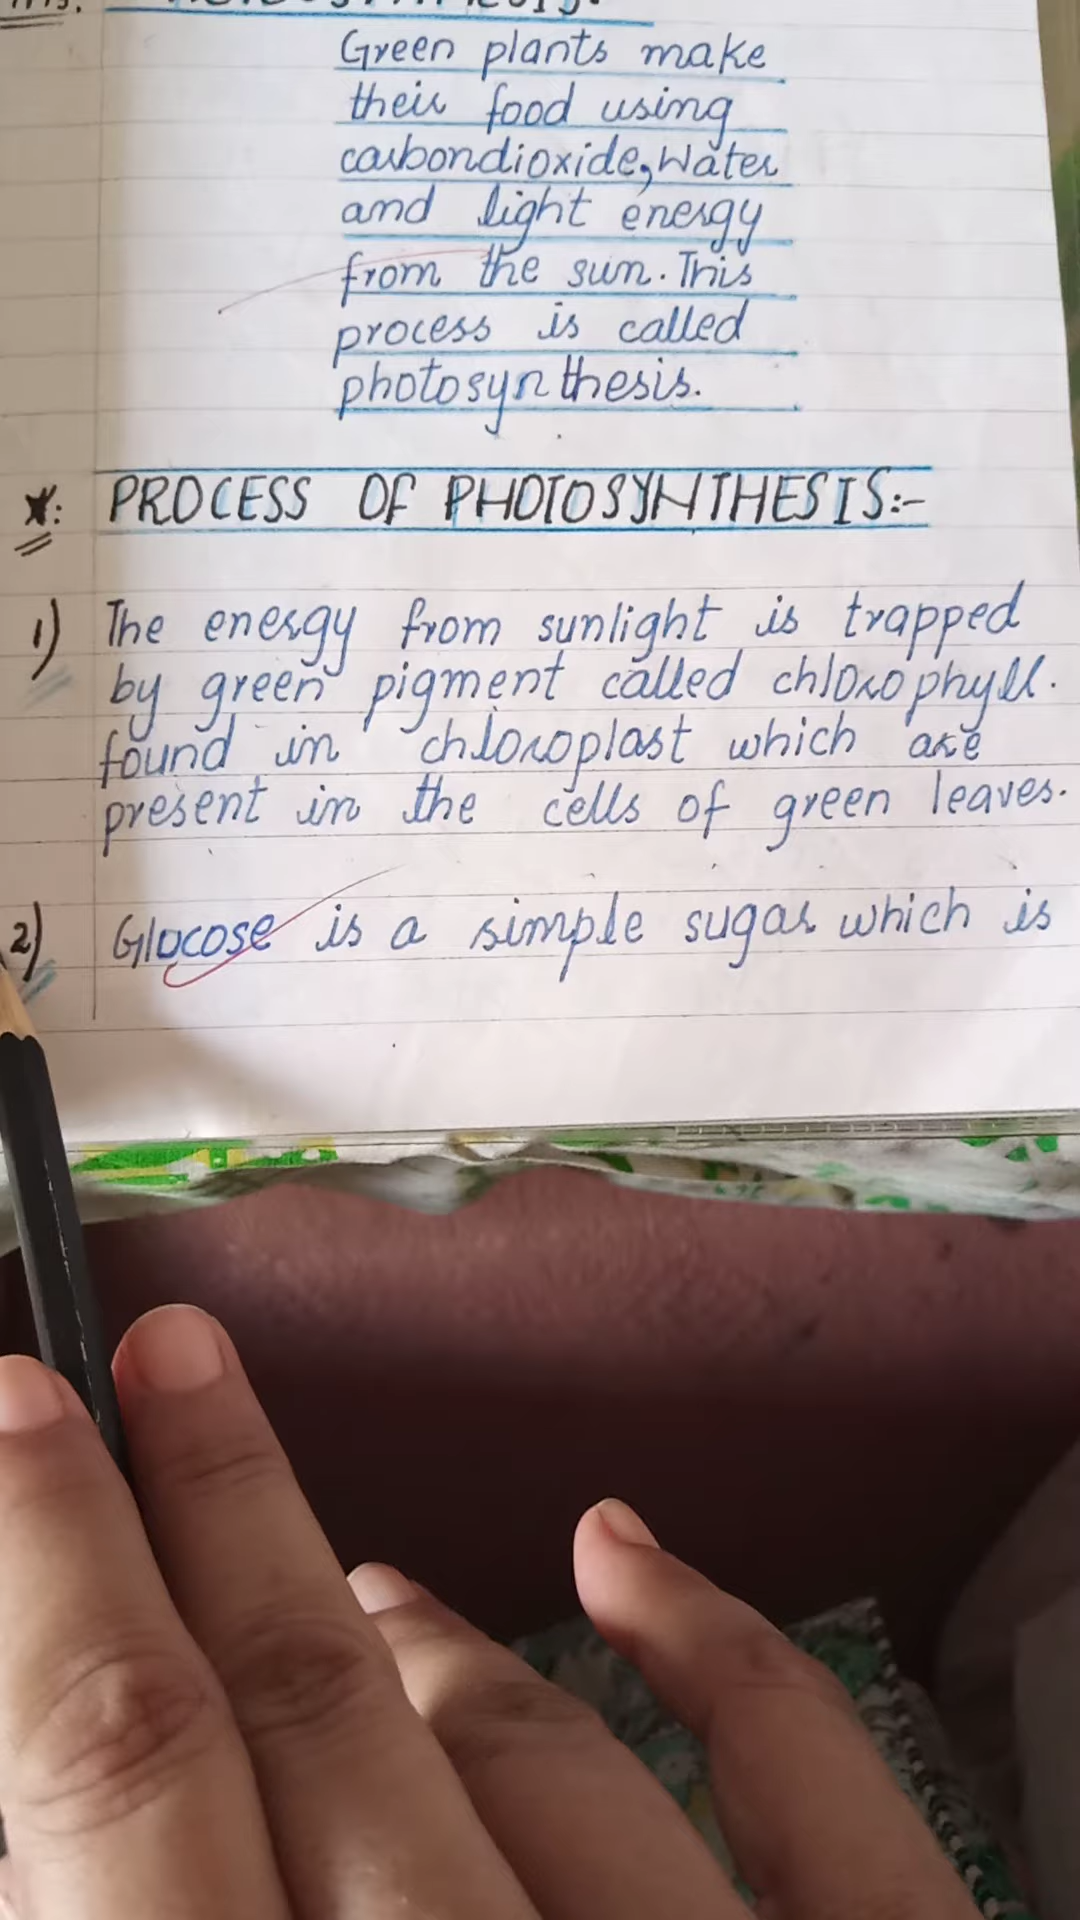 Green plants make
their food using
carbondioxide, Water
and light energy
from the sun. This
process is called
photosynthesis.
*: PROCESS OF PHOTOSYNTHESIS:-
1) The energy from sunlight is trapped
by green pigment called chlorophyll.
found in chloroplast which are
present in the cells of green leaves.
2) Glocose is a simple sugar which is